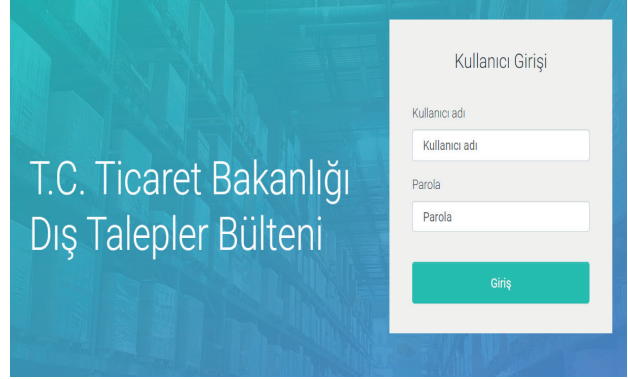 Kullanıcı Girişi
Kullanıcı adı
Kullanıcı adı
T.C. Ticaret Bakanlığı
Dış Talepler Bülteni
Parola
Parola
Giriş